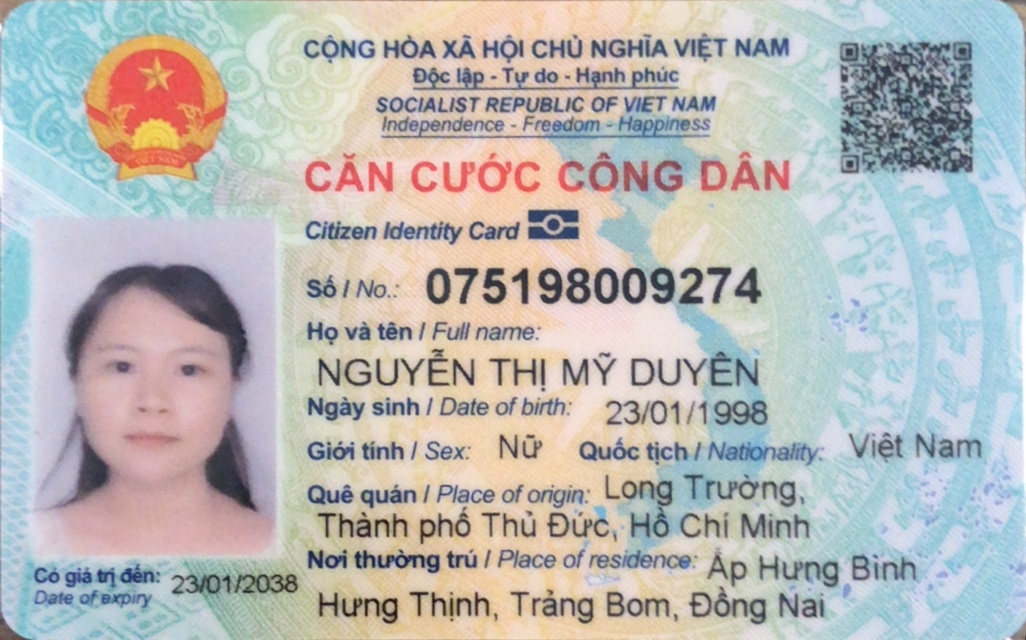 CỘNG HÒA XÃ HỘI CHỦ NGHĨA VIỆT NAM
Độc lập - Tự do - Hạnh phúc
SOCIALIST REPUBLIC OF VIET NAM
Independence - Freedom - Happiness
CĂN CƯỚC CÔNG DÂN
Citizen Identity Card
Số / No.: 075198009274
Họ và tên / Full name:
NGUYỄN THỊ MỸ DUYÊN
Ngày sinh / Date of birth: 23/01/1998
Giới tính / Sex: Nữ Quốc tịch / Nationality: Việt Nam
Quê quán / Place of origin: Long Trường,
Thành phố Thủ Đức, Hồ Chí Minh
Nơi thường trú / Place of residence: Ấp Hưng Bình
Hưng Thịnh, Trảng Bom, Đồng Nai
Có giá trị đến: 23/01/2038
Date of expiry